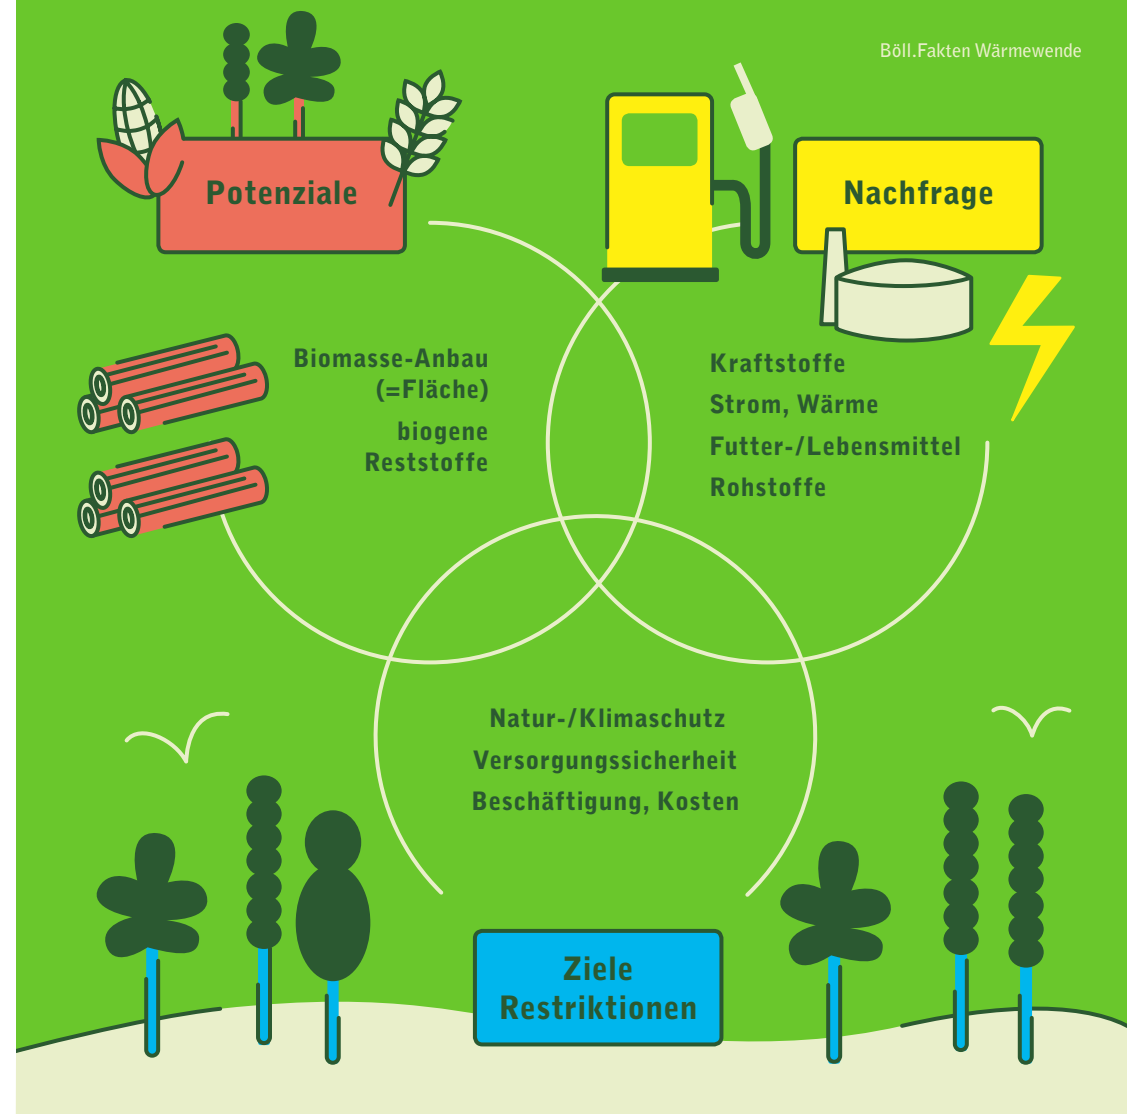 Böll.Fakten Wärmewende
Potenziale
Nachfrage
Biomasse-Anbau
(=Fläche)
biogene
Reststoffe
Kraftstoffe
Strom, Wärme
Futter-/Lebensmittel
Rohstoffe
Natur-/Klimaschutz
Versorgungssicherheit
Beschäftigung, Kosten
Ziele
Restriktionen